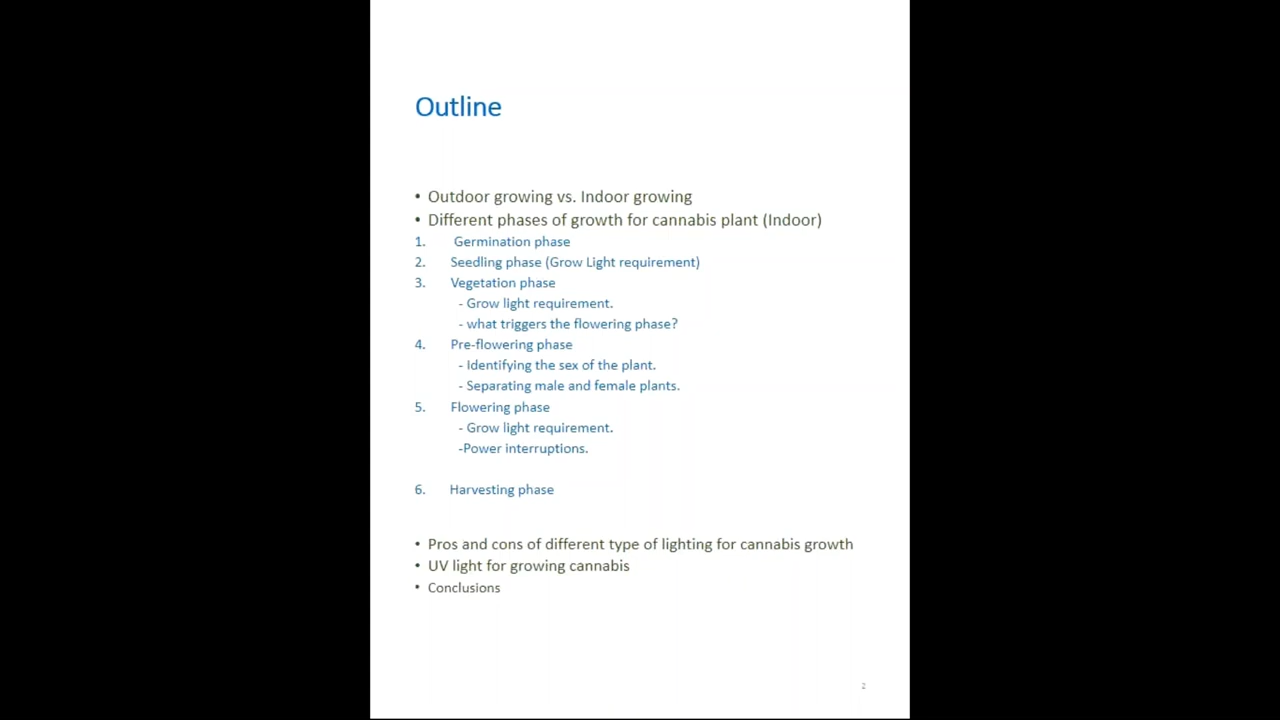 Outline
• Outdoor growing vs. Indoor growing
• Different phases of growth for cannabis plant (Indoor)
1. Germination phase
2. Seedling phase (Grow Light requirement)
3. Vegetation phase
- Grow light requirement.
- what triggers the flowering phase?
4. Pre-flowering phase
- Identifying the sex of the plant.
- Separating male and female plants.
5. Flowering phase
- Grow light requirement.
-Power interruptions.
6. Harvesting phase
• Pros and cons of different type of lighting for cannabis growth
• UV light for growing cannabis
• Conclusions
2